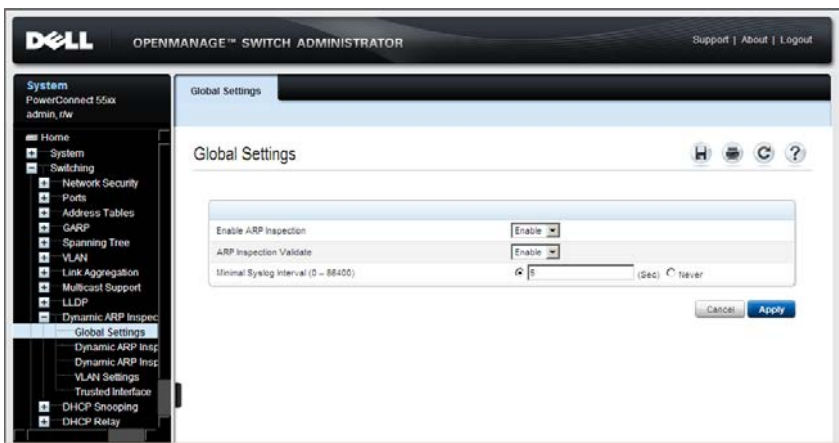 DELL
OPENMANAGE™ SWITCH ADMINISTRATOR
Support | About | Logout
System
PowerConnect 55xx
admin, r/w
Home
System
Switching
Network Security
Ports
Address Tables
GARP
Spanning Tree
VLAN
Link Aggregation
Multicast Support
LLDP
Dynamic ARP Inspec
Global Settings
Dynamic ARP Insp
Dynamic ARP Insp
VLAN Settings
Trusted Interface
DHCP Snooping
DHCP Relay
Global Settings
Global Settings
Enable ARP Inspection Enable
ARP Inspection Validate Enable
Minimal Syslog Interval (0 – 86400) 5 (Sec) Never
Cancel Apply